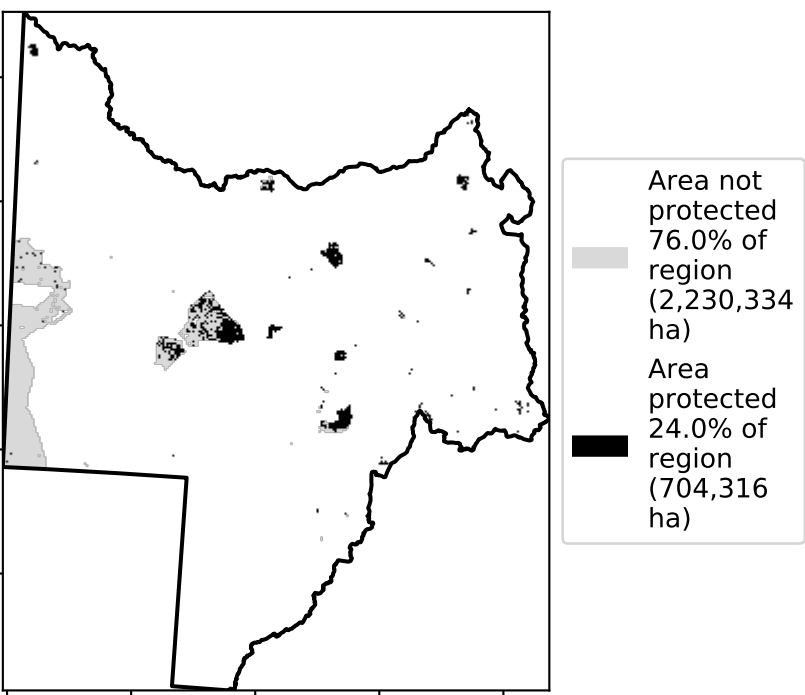 Area not
protected
76.0% of
region
(2,230,334
ha)
Area
protected
24.0% of
region
(704,316
ha)